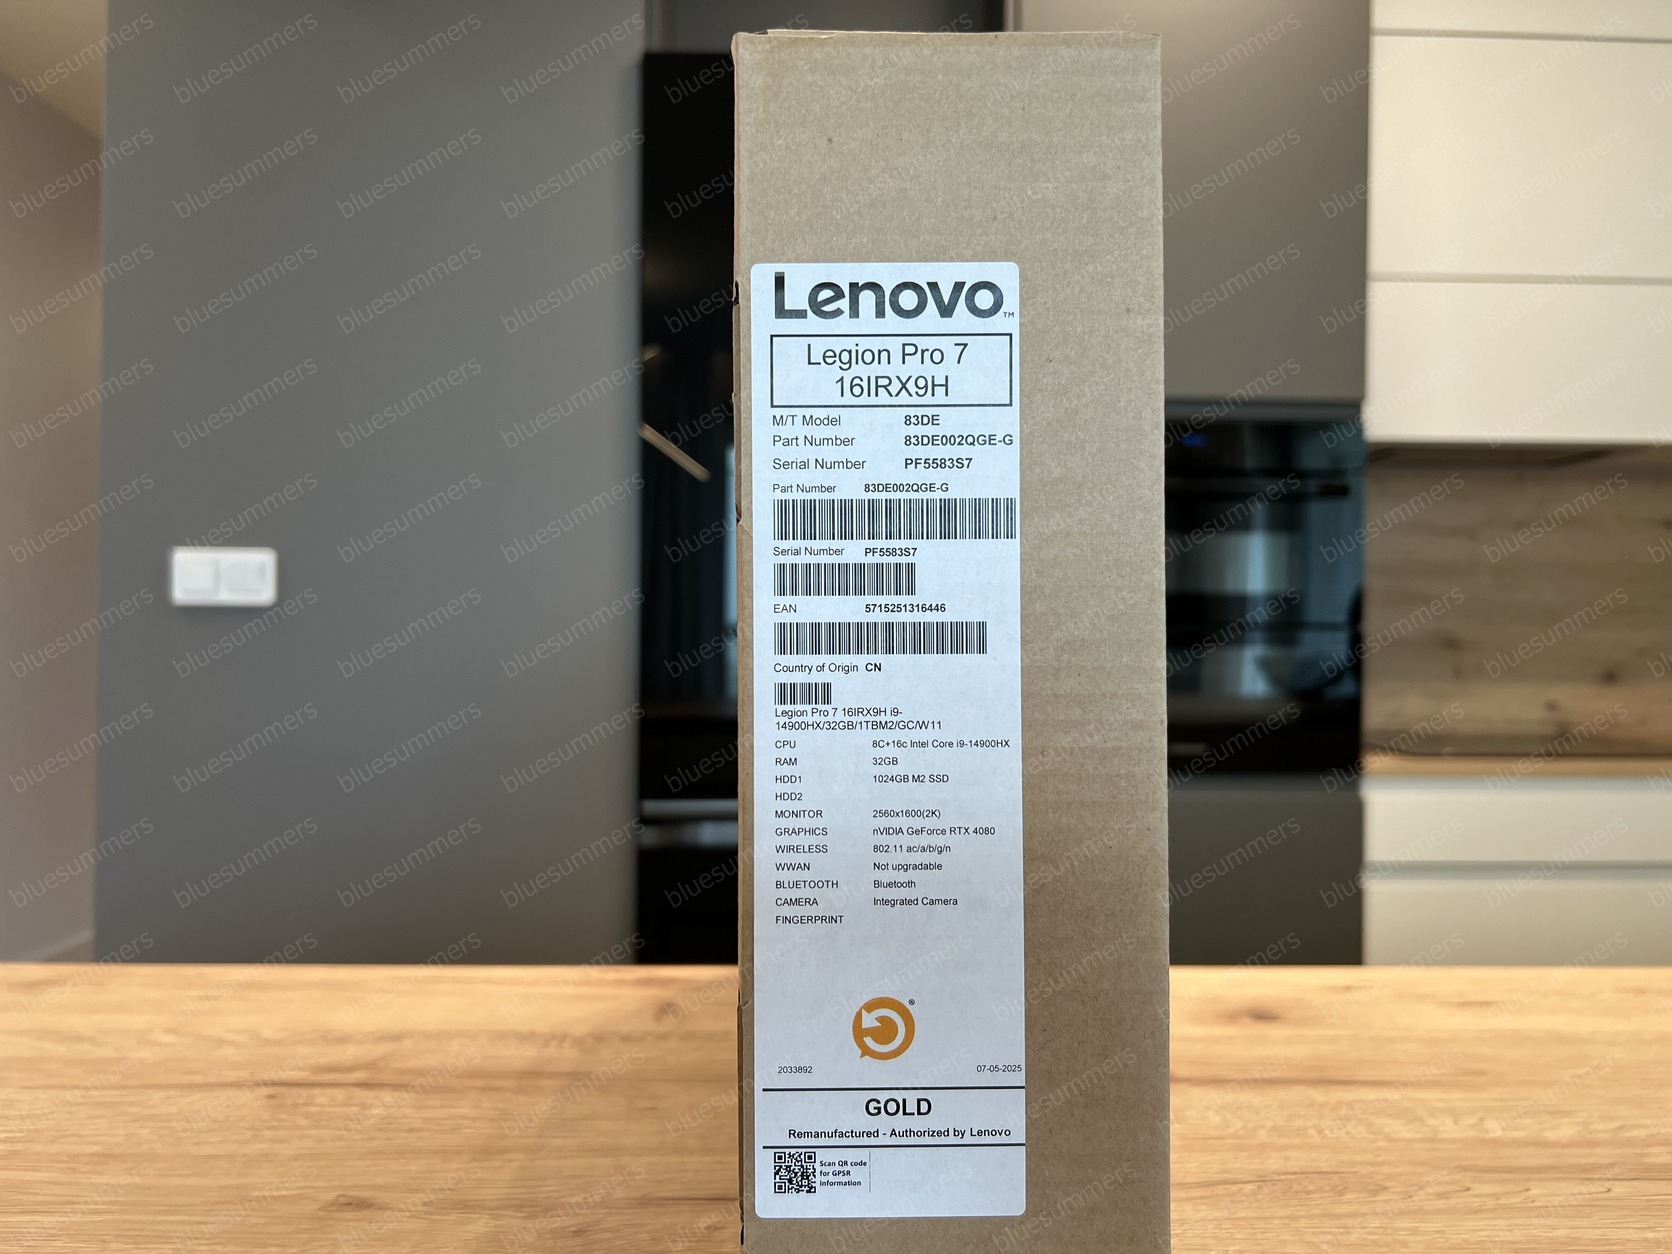 Lenovo™
Legion Pro 7
16IRX9H
M/T Model 83DE
Part Number 83DE002QGE-G
Serial Number PF5583S7
Part Number 83DE002QGE-G
Serial Number PF5583S7
EAN 5715251316446
Country of Origin CN
Legion Pro 7 16IRX9H i9-
14900HX/32GB/1TBM2/GC/W11
CPU 8C+16c Intel Core i9-14900HX
RAM 32GB
HDD1 1024GB M2 SSD
HDD2
MONITOR 2560x1600(2K)
GRAPHICS nVIDIA GeForce RTX 4080
WIRELESS 802.11 ac/a/b/g/n
WWAN Not upgradable
BLUETOOTH Bluetooth
CAMERA Integrated Camera
FINGERPRINT
®
2033892 07-05-2025
GOLD
Remanufactured - Authorized by Lenovo
Scan QR code
for GPSR
information
bluesummers